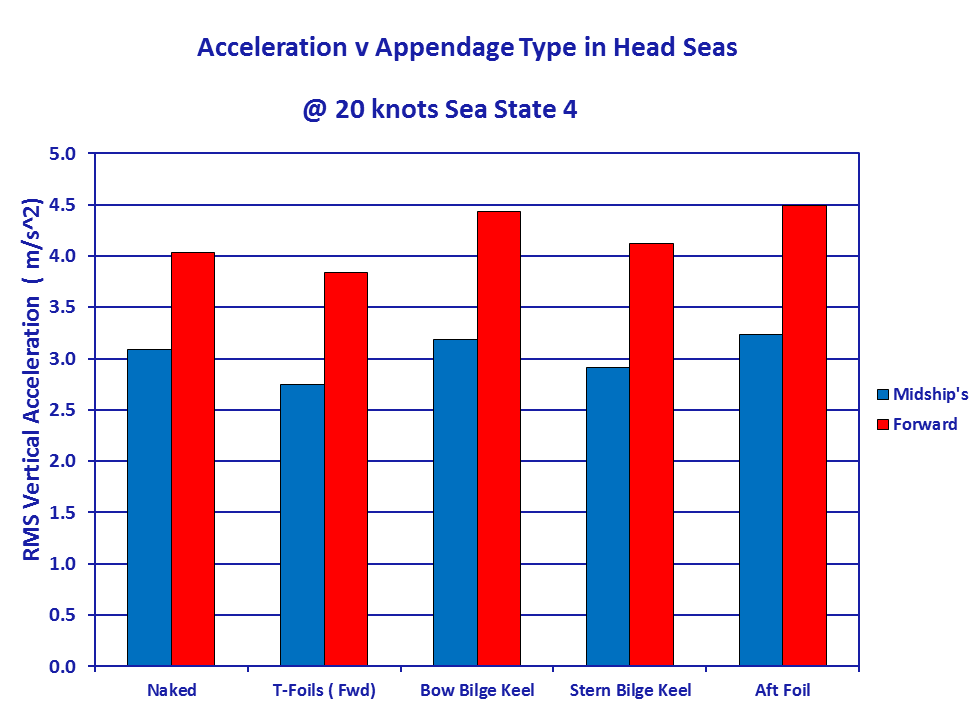 Acceleration v Appendage Type in Head Seas
@ 20 knots Sea State 4
RMS Vertical Acceleration ( m/s^2)
5.0
4.5
4.0
3.5
3.0
2.5
2.0
1.5
1.0
0.5
0.0
Naked
T-Foils ( Fwd)
Bow Bilge Keel
Stern Bilge Keel
Aft Foil
Midship's
Forward